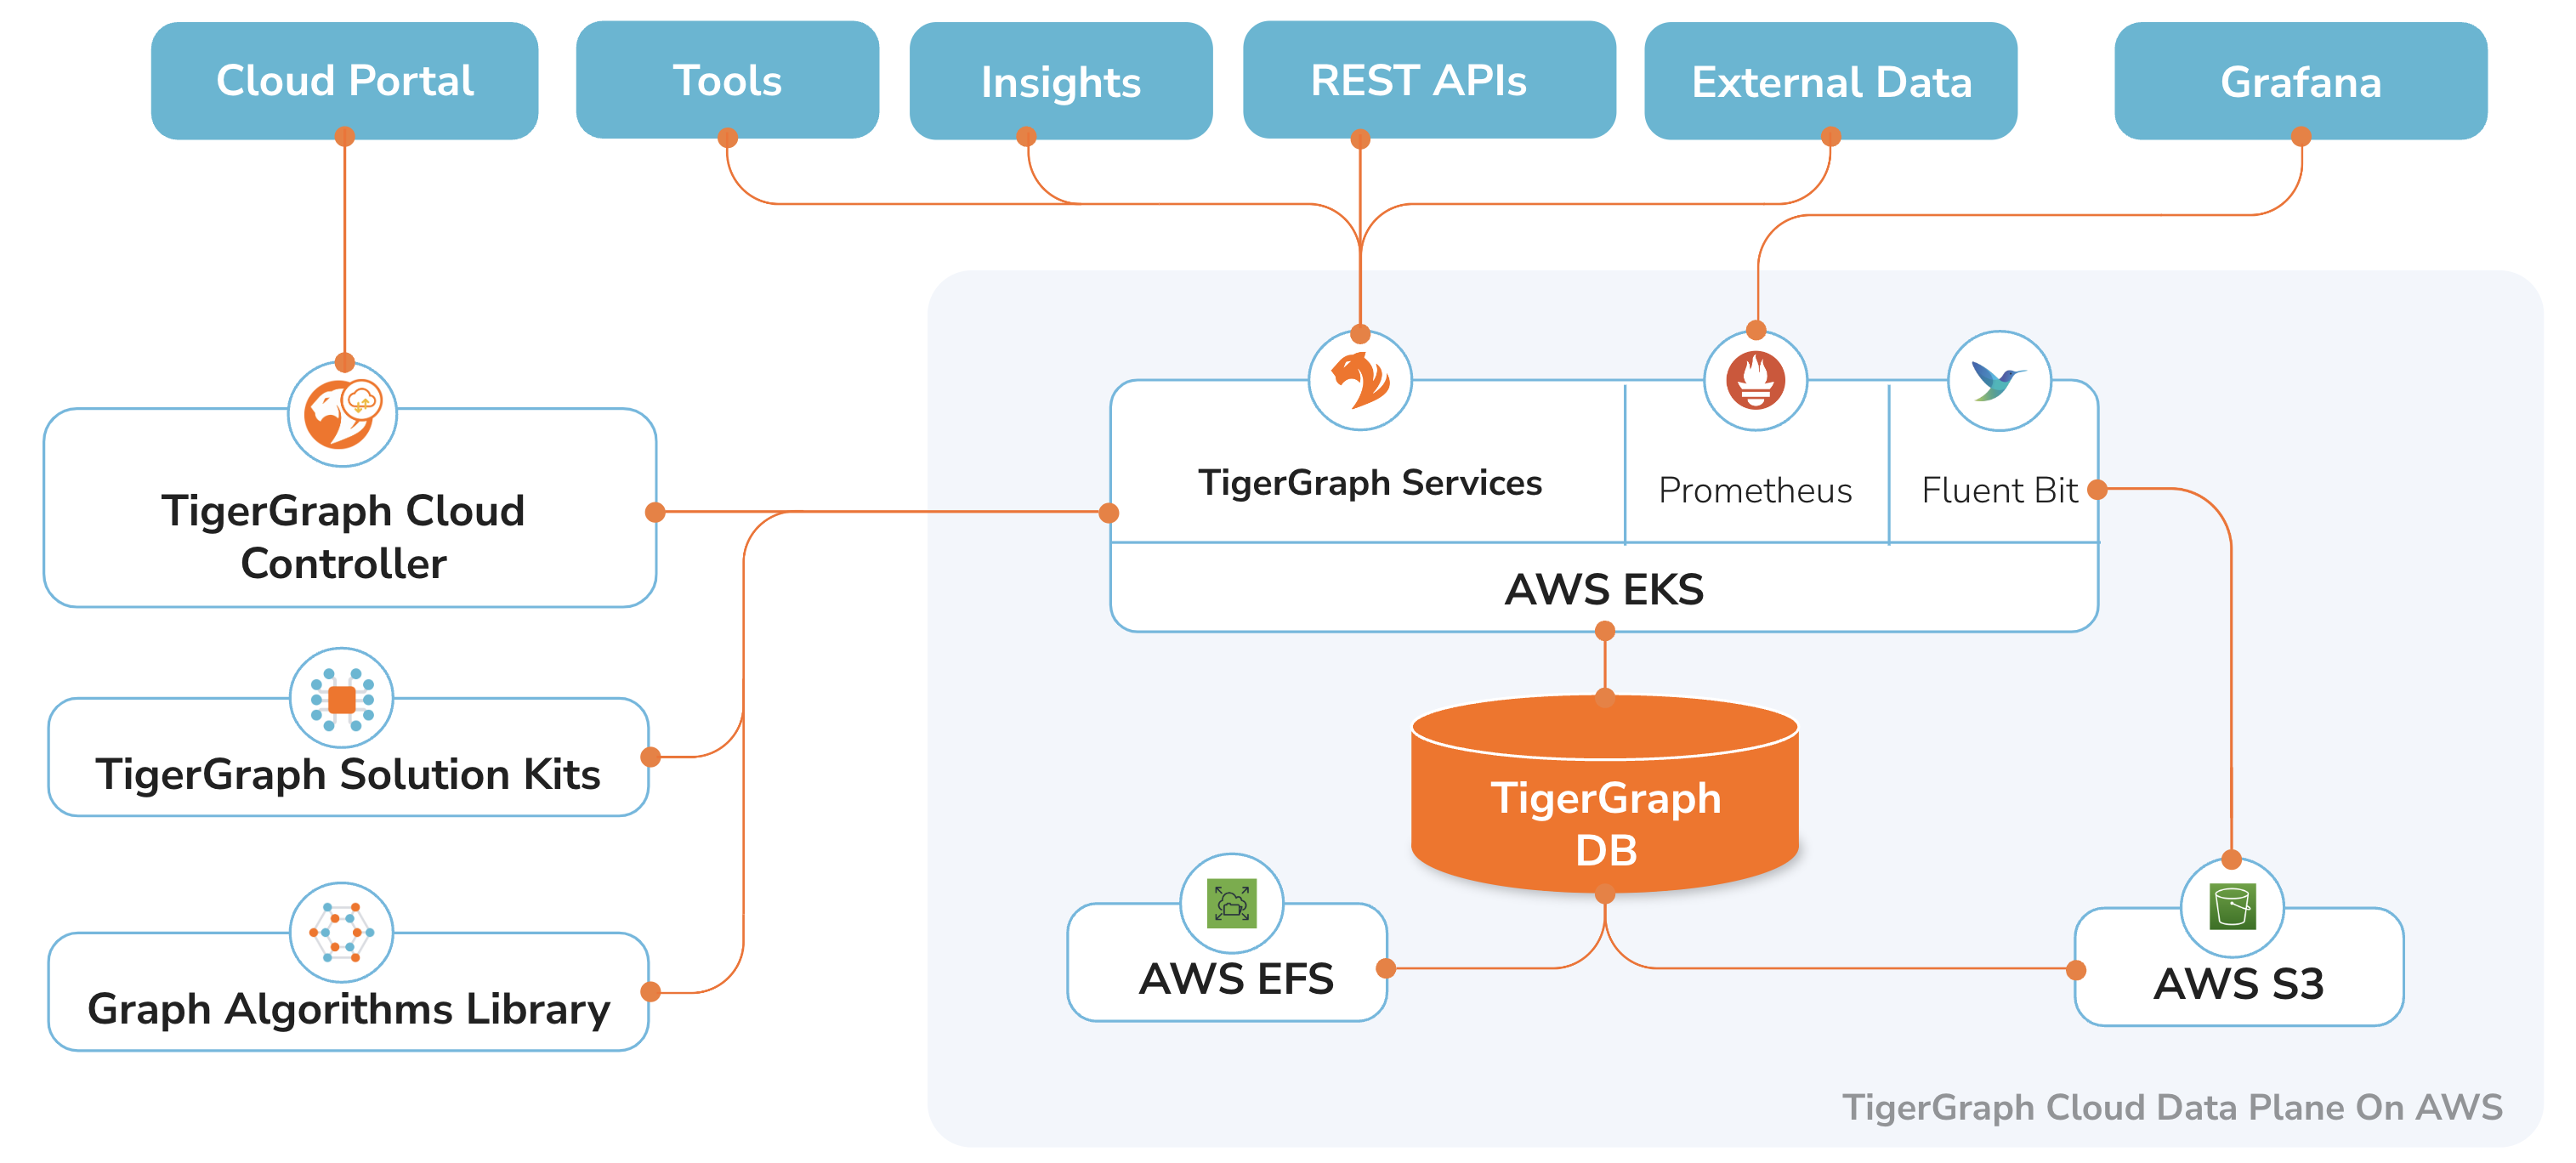 Cloud Portal
Tools
Insights
REST APIs
External Data
Grafana
TigerGraph Cloud
Controller
TigerGraph Solution Kits
Graph Algorithms Library
TigerGraph Services
Prometheus
Fluent Bit
AWS EKS
TigerGraph
DB
AWS EFS
AWS S3
TigerGraph Cloud Data Plane On AWS